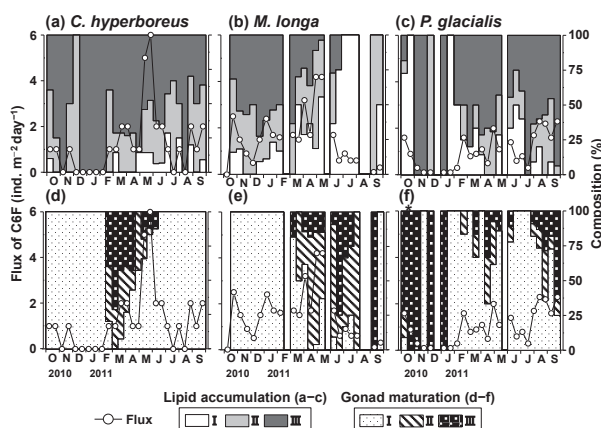 (a) C. hyperboreus (b) M. longa (c) P. glacialis
6 100
4 75
50
2 25
0 0
O N D J F M A M J J A S O N D J F M A M J J A S O N D J F M A M J J A S
(d) (e) (f) *
6 100
4 75
50
2 25
0 0
O N D J F M A M J J A S O N D J F M A M J J A S O N D J F M A M J J A S
2010 2011 2010 2011 2010 2011
Flux of C6F (ind. m⁻² day⁻¹)
Composition (%)
Lipid accumulation (a−c) Gonad maturation (d−f)
Flux I II III I II III